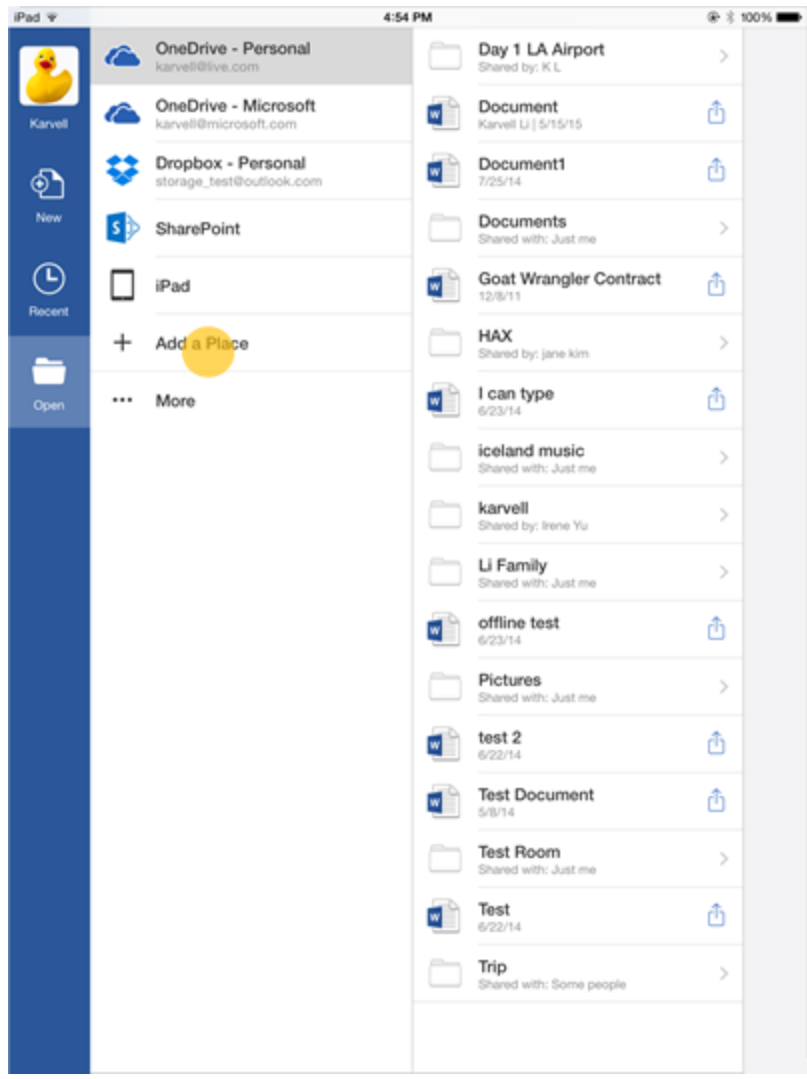 iPad 4:54 PM 100%
Karvell
New
Recent
Open
OneDrive - Personal
karvell@live.com
OneDrive - Microsoft
karvell@microsoft.com
Dropbox - Personal
storage_test@outlook.com
SharePoint
iPad
Add a Place
More
Day 1 LA Airport
Shared by: K L
Document
Karvell Li | 5/15/15
Document1
7/25/14
Documents
Shared with: Just me
Goat Wrangler Contract
12/8/11
HAX
Shared by: jane kim
I can type
6/23/14
iceland music
Shared with: Just me
karvell
Shared by: Irene Yu
Li Family
Shared with: Just me
offline test
6/23/14
Pictures
Shared with: Just me
test 2
6/22/14
Test Document
5/8/14
Test Room
Shared with: Just me
Test
6/22/14
Trip
Shared with: Some people